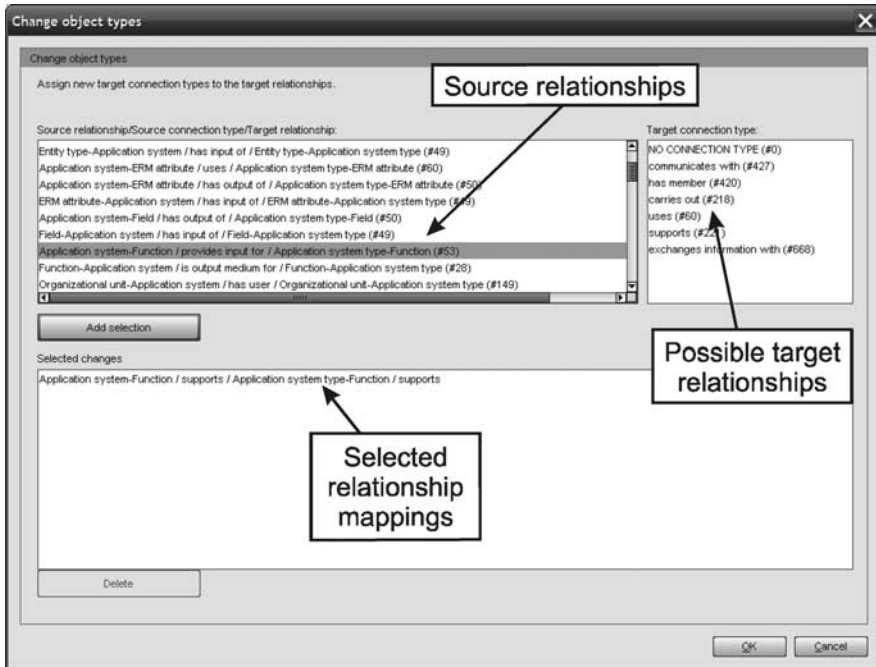 Change object types
Change object types
Assign new target connection types to the target relationships.
Source relationships
Source relationship/Source connection type/Target relationship:
Target connection type:
Entity type-Application system / has input of / Entity type-Application system type (#49)
Application system-ERM attribute / uses / Application system type-ERM attribute (#60)
Application system-ERM attribute / has output of / Application system type-ERM attribute (#50)
ERM attribute-Application system / has input of / ERM attribute-Application system type (#49)
Application system-Field / has output of / Application system type-Field (#50)
Field-Application system / has input of / Field-Application system type (#49)
Application system-Function / provides input for / Application system type-Function (#53)
Function-Application system / is output medium for / Function-Application system type (#28)
Organizational unit-Application system / has user / Organizational unit-Application system type (#149)
NO CONNECTION TYPE (#0)
communicates with (#427)
has member (#420)
carries out (#218)
uses (#60)
supports
exchanges information with (#668)
Add selection
Possible target
relationships
Selected changes
Application system-Function / supports / Application system type-Function / supports
Selected
relationship
mappings
Delete
OK
Cancel